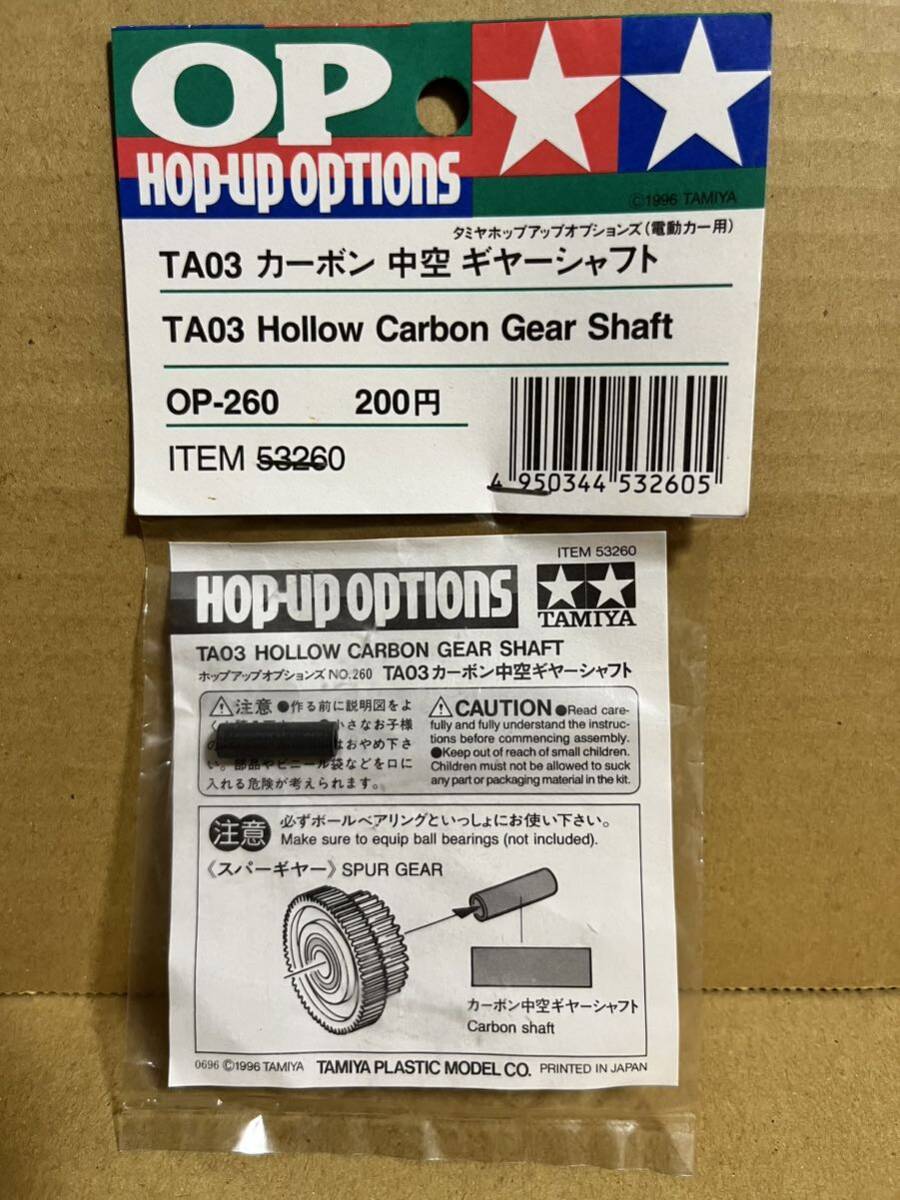 OP
HOP-UP OPTIONS
©1996 TAMIYA
タミヤホップアップオプションズ(電動カー用)
TA03 カーボン 中空 ギヤーシャフト
TA03 Hollow Carbon Gear Shaft
OP-260 200円
ITEM 53260
4 950344 532605
ITEM 53260
HOP-UP OPTIONS
TAMIYA
TA03 HOLLOW CARBON GEAR SHAFT
ホップアップオプションズ NO.260 TA03カーボン中空ギヤーシャフト
注意 ●作る前に説明図をよ
小さなお子様
はおやめ下さ
い。部品やビニール袋などを口に
入れる危険が考えられます。
CAUTION ●Read care-
fully and fully understand the instruc-
tions before commencing assembly.
●Keep out of reach of small children.
Children must not be allowed to suck
any part or packaging material in the kit.
注意 必ずボールベアリングといっしょにお使い下さい。
Make sure to equip ball bearings (not included).
《スパーギヤー》SPUR GEAR
カーボン中空ギヤーシャフト
Carbon shaft
0696 ©1996 TAMIYA TAMIYA PLASTIC MODEL CO. PRINTED IN JAPAN